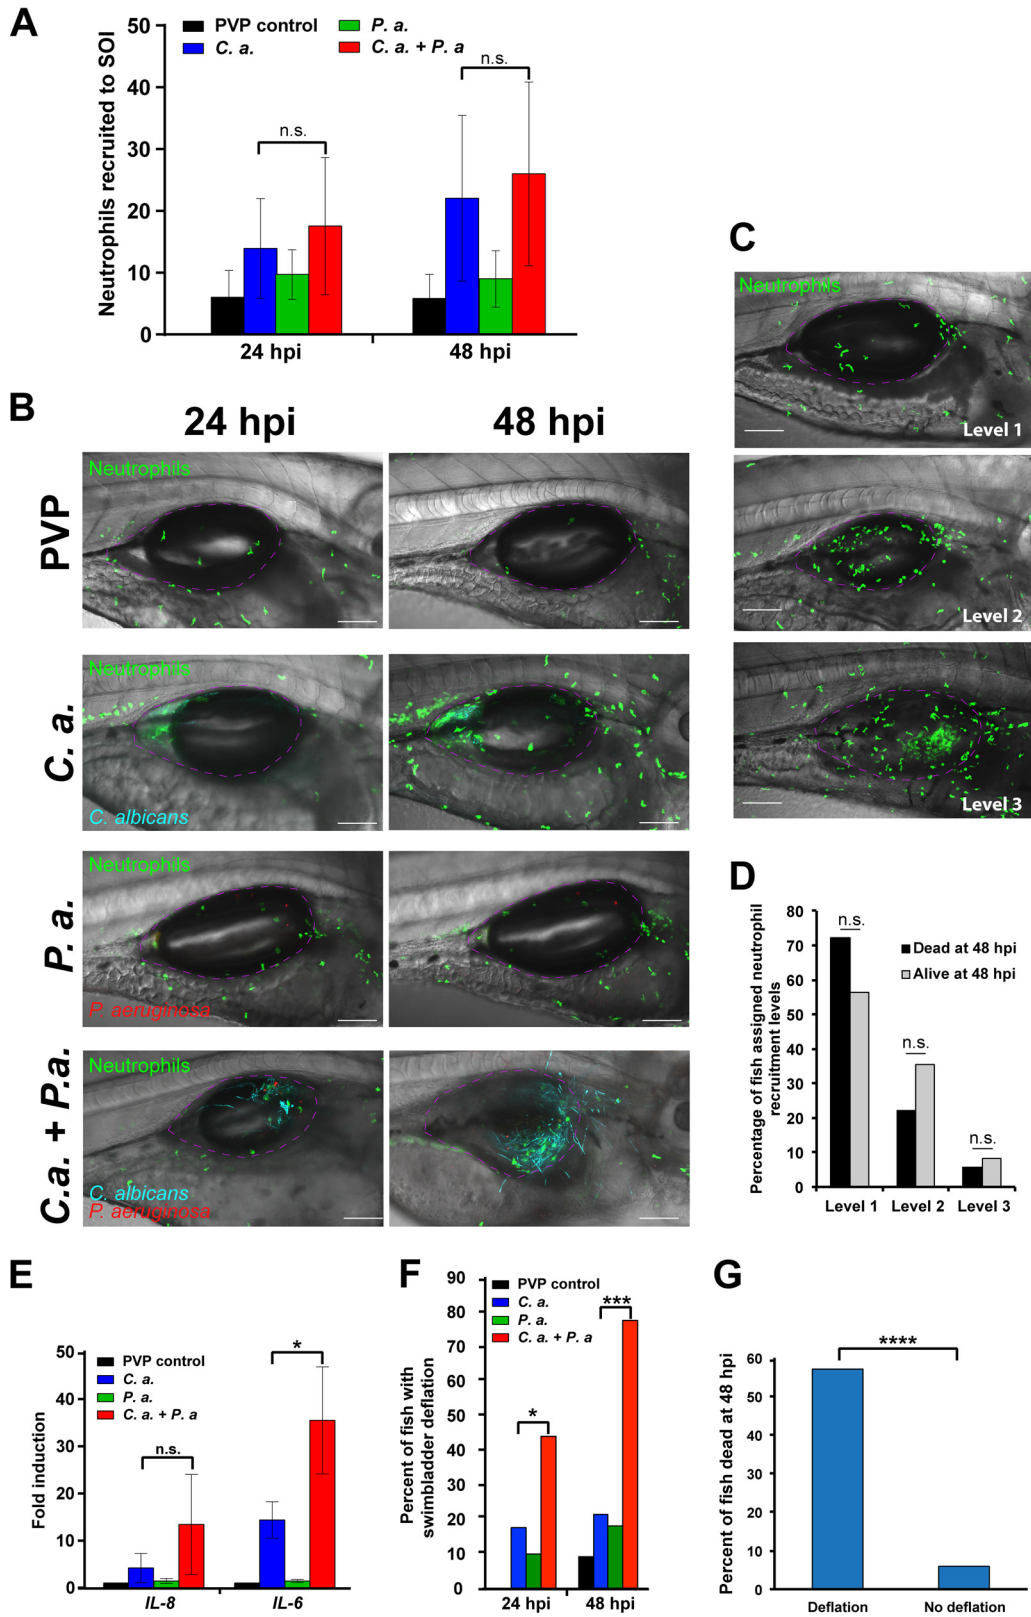 A
Neutrophils recruited to SOI
50
40
30
20
10
0
PVP control
C. a.
P. a.
C. a. + P. a
n.s.
n.s.
24 hpi
48 hpi
B
24 hpi
48 hpi
PVP
Neutrophils
C. a.
Neutrophils
C. albicans
P. a.
Neutrophils
P. aeruginosa
C.a. + P.a.
Neutrophils
C. albicans
P. aeruginosa
C
Neutrophils
Level 1
Level 2
Level 3
D
Percentage of fish assigned neutrophil
recruitment levels
80
70
60
50
40
30
20
10
0
n.s.
n.s.
n.s.
Dead at 48 hpi
Alive at 48 hpi
Level 1
Level 2
Level 3
E
Fold induction
50
40
30
20
10
0
PVP control
C. a.
P. a.
C. a. + P. a
n.s.
*
IL-8
IL-6
F
Percent of fish with
swimbladder deflation
90
80
70
60
50
40
30
20
10
0
PVP control
C. a.
P. a.
C. a. + P. a
*
***
24 hpi
48 hpi
G
Percent of fish dead at 48 hpi
60
50
40
30
20
10
0
****
Deflation
No deflation